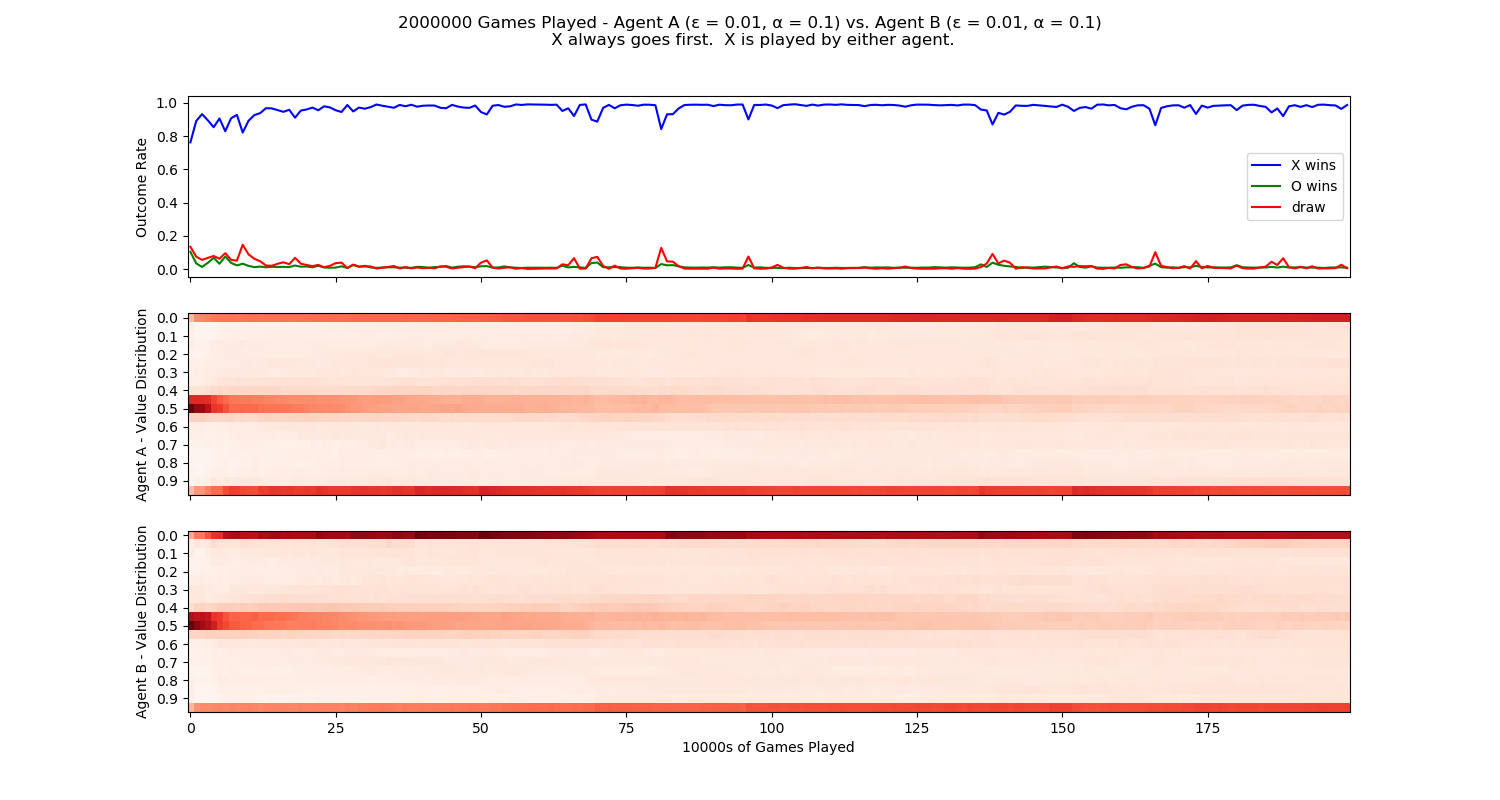 2000000 Games Played - Agent A (ε = 0.01, α = 0.1) vs. Agent B (ε = 0.01, α = 0.1)
X always goes first.  X is played by either agent.
Outcome Rate
1.0
0.8
0.6
0.4
0.2
0.0
X wins
O wins
draw
Agent A - Value Distribution
0.0
0.1
0.2
0.3
0.4
0.5
0.6
0.7
0.8
0.9
Agent B - Value Distribution
0.0
0.1
0.2
0.3
0.4
0.5
0.6
0.7
0.8
0.9
0 25 50 75 100 125 150 175
10000s of Games Played